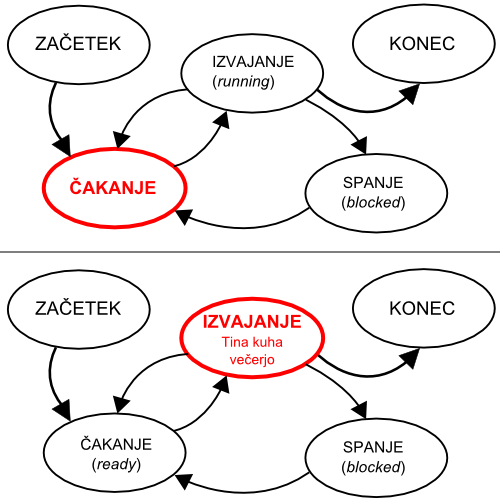 ZAČETEK
IZVAJANJE
(running)
KONEC
ČAKANJE
SPANJE
(blocked)
ZAČETEK
IZVAJANJE
Tina kuha
večerjo
KONEC
ČAKANJE
(ready)
SPANJE
(blocked)